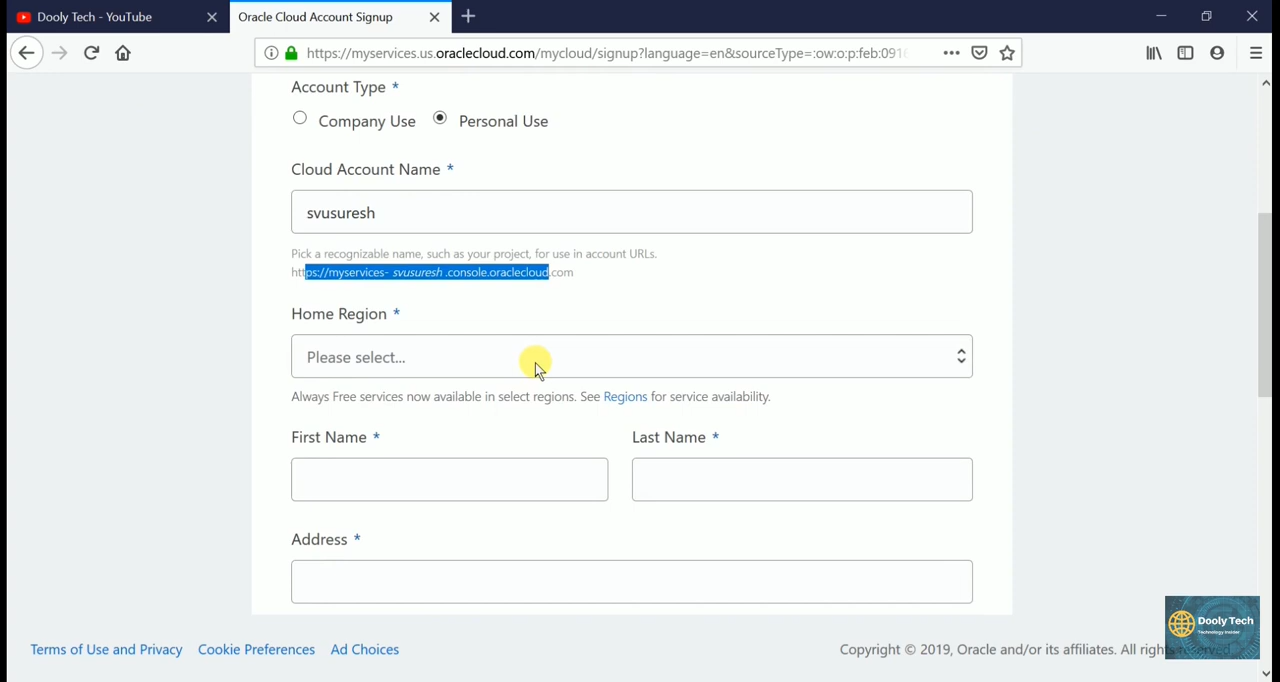 Dooly Tech - YouTube
Oracle Cloud Account Signup
https://myservices.us.oraclecloud.com/mycloud/signup?language=en&sourceType=:ow:o:p:feb:091
Account Type *
Company Use Personal Use
Cloud Account Name *
svusuresh
Pick a recognizable name, such as your project, for use in account URLs.
https://myservices- svusuresh .console.oraclecloud.com
Home Region *
Please select...
Always Free services now available in select regions. See Regions for service availability.
First Name * Last Name *
Address *
Dooly Tech
Technology Insider
Terms of Use and Privacy Cookie Preferences Ad Choices
Copyright © 2019, Oracle and/or its affiliates. All rights reserved.